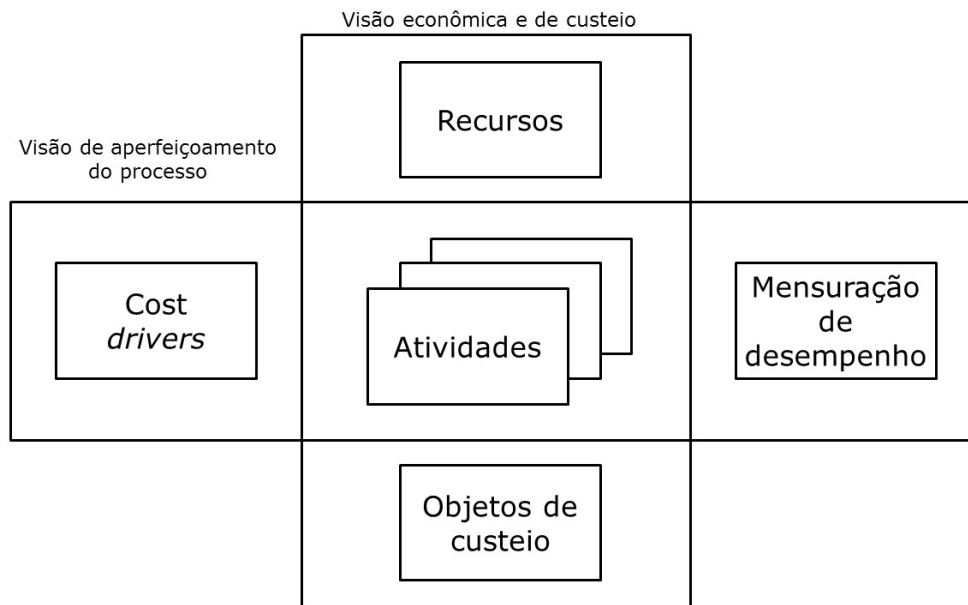 Visão econômica e de custeio
Recursos
Visão de aperfeiçoamento
do processo
Cost
drivers
Atividades
Mensuração
de
desempenho
Objetos de
custeio